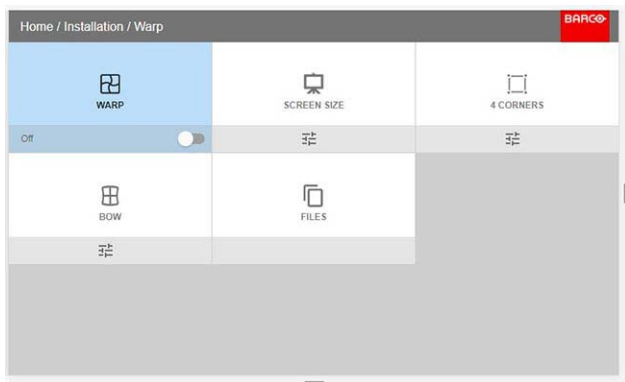 Home / Installation / Warp
BARCO
WARP
SCREEN SIZE
4 CORNERS
Off
BOW
FILES